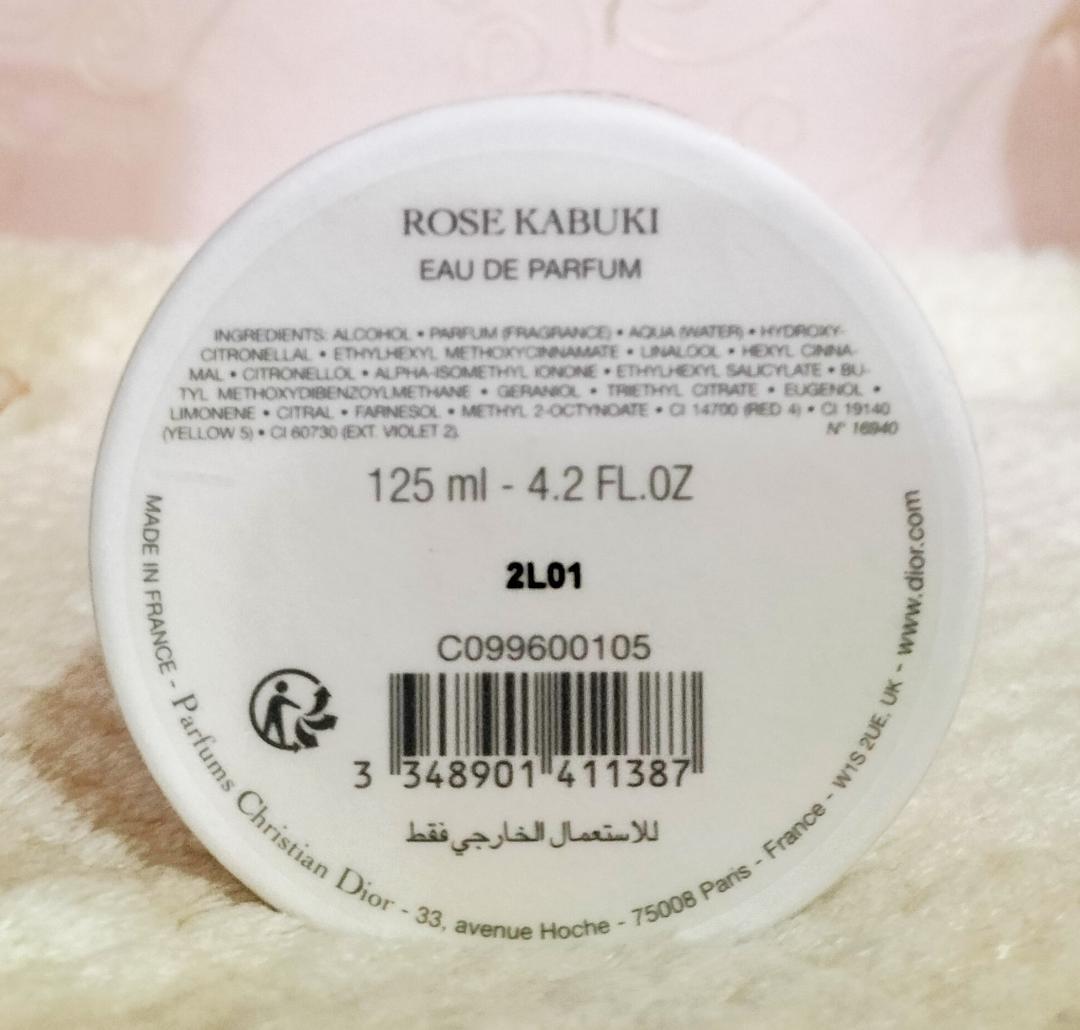 ROSE KABUKI
EAU DE PARFUM
INGREDIENTS: ALCOHOL • PARFUM (FRAGRANCE) • AQUA (WATER) • HYDROXY-
CITRONELLAL • ETHYLHEXYL METHOXYCINNAMATE • LINALOOL • HEXYL CINNA-
MAL • CITRONELLOL • ALPHA-ISOMETHYL IONONE • ETHYLHEXYL SALICYLATE • BU-
TYL METHOXYDIBENZOYLMETHANE • GERANIOL • TRIETHYL CITRATE • EUGENOL •
LIMONENE • CITRAL • FARNESOL • METHYL 2-OCTYNOATE • CI 14700 (RED 4) • CI 19140
(YELLOW 5) • CI 60730 (EXT. VIOLET 2). N° 16940
125 ml - 4.2 FL.OZ
2L01
C099600105
3 348901 411387
للاستعمال الخارجي فقط
MADE IN FRANCE - Parfums Christian Dior - 33, avenue Hoche - 75008 Paris - France - W1S 2UE. UK - www.dior.com